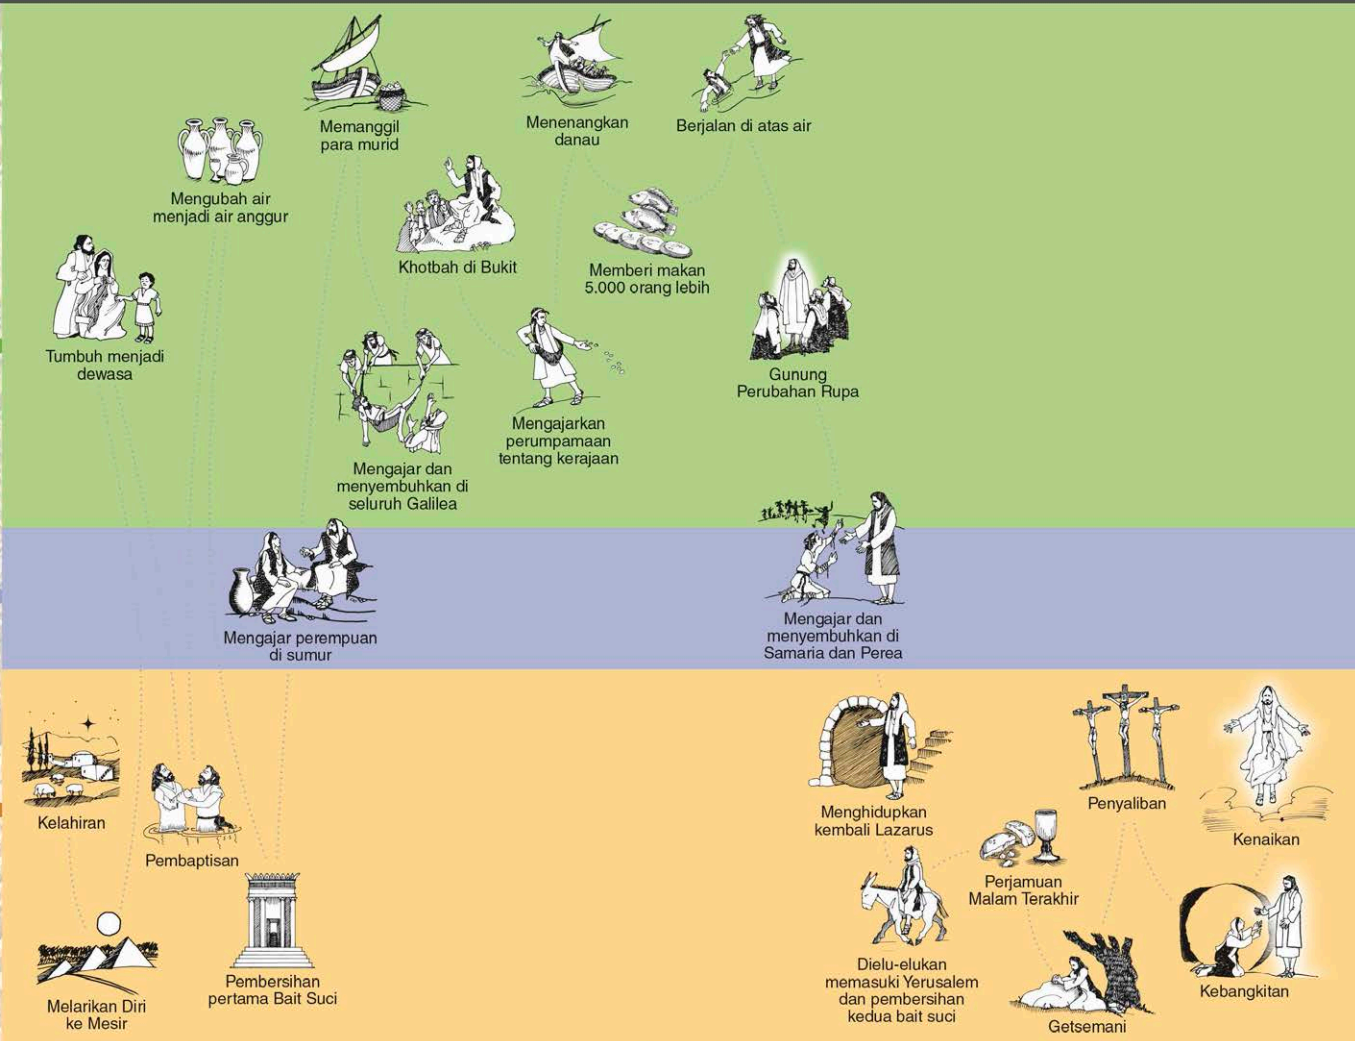 Memanggil
para murid
Menenangkan
danau
Berjalan di atas air
Mengubah air
menjadi air anggur
Khotbah di Bukit
Memberi makan
5.000 orang lebih
Tumbuh menjadi
dewasa
Gunung
Perubahan Rupa
Mengajarkan
perumpamaan
tentang kerajaan
Mengajar dan
menyembuhkan di
seluruh Galilea
Mengajar perempuan
di sumur
Mengajar dan
menyembuhkan di
Samaria dan Perea
Kelahiran
Pembaptisan
Menghidupkan
kembali Lazarus
Penyaliban
Kenaikan
Perjamuan
Malam Terakhir
Melarikan Diri
ke Mesir
Pembersihan
pertama Bait Suci
Dielu-elukan
memasuki Yerusalem
dan pembersihan
kedua bait suci
Getsemani
Kebangkitan